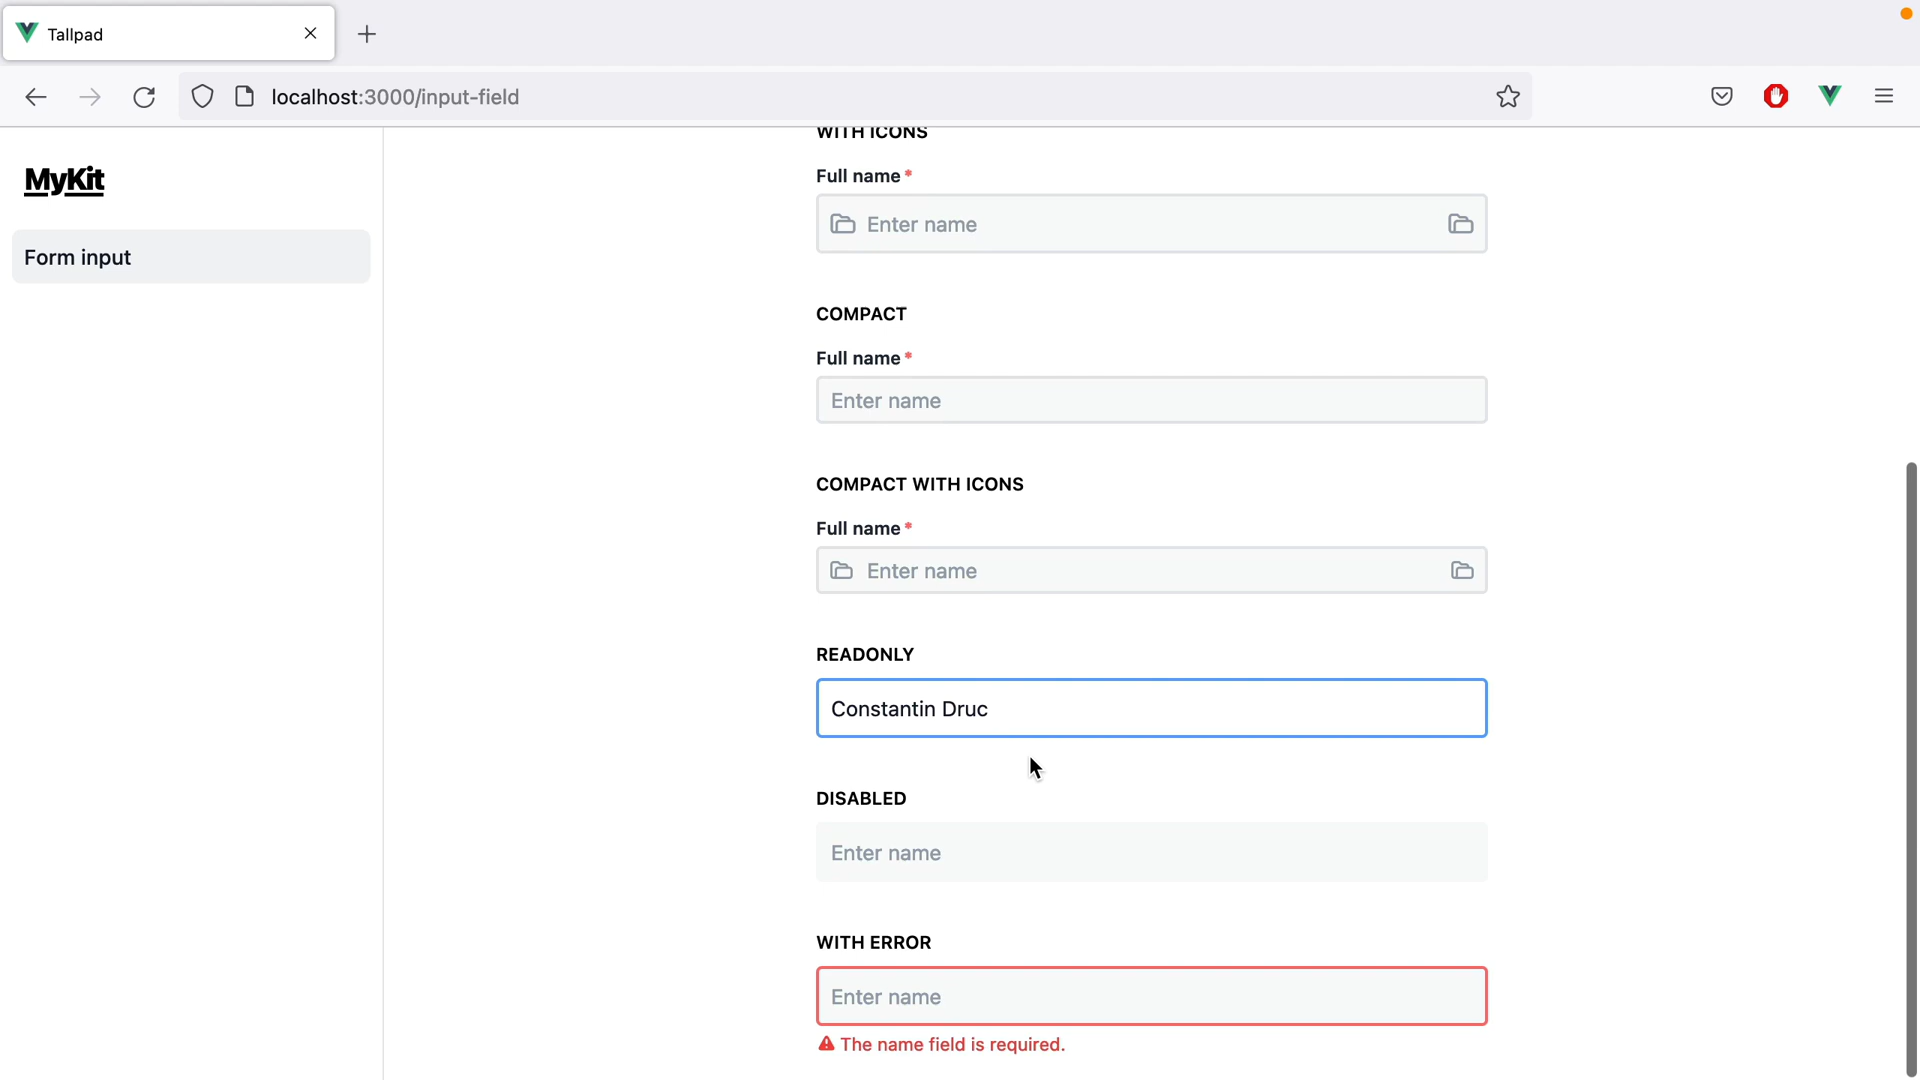 Tallpad
localhost:3000/input-field
MyKit
Form input
WITH ICONS
Full name *
Enter name
COMPACT
Full name *
Enter name
COMPACT WITH ICONS
Full name *
Enter name
READONLY
Constantin Druc
DISABLED
Enter name
WITH ERROR
Enter name
The name field is required.